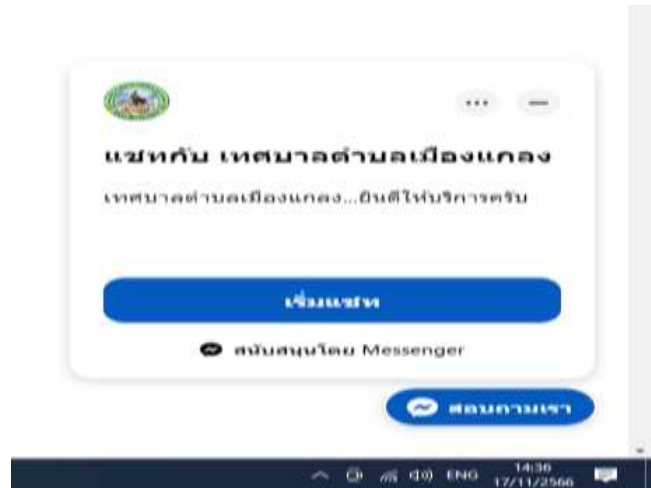 แชทกับ เทศบาลตำบลเมืองแกลง
เทศบาลตำบลเมืองแกลง...ยินดีให้บริการครับ
เริ่มแชท
สนับสนุนโดย Messenger
สอบถามเรา
ENG
14:36
17/11/2566